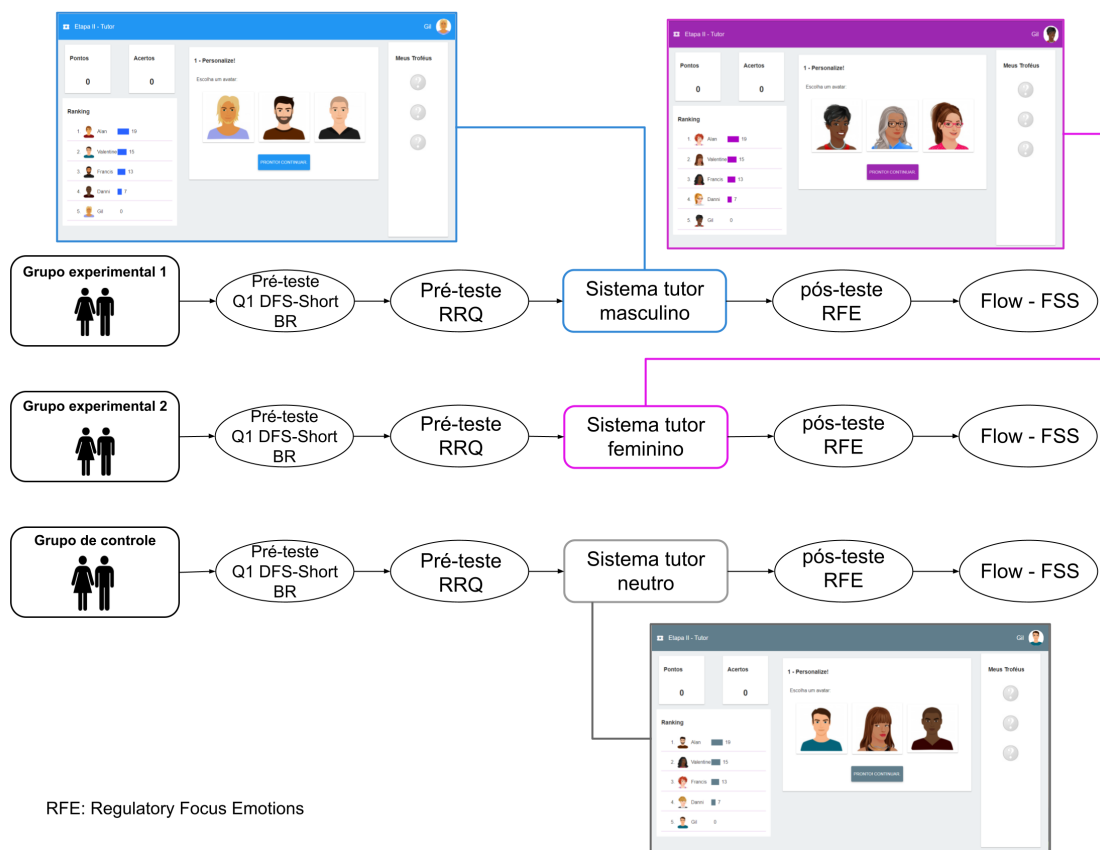 Etapa II - Tutor
Gil
Pontos
0
Acertos
0
Ranking
1. Alan 19
2. Valentine 15
3. Francis 13
4. Danni 7
5. Gil 0
1 - Personalize!
Escolha um avatar
PRONTO! CONTINUAR
Meus Troféus
?
?
?
Etapa II - Tutor
Gil
Pontos
0
Acertos
0
Ranking
1. Alan 19
2. Valentine 15
3. Francis 13
4. Danni 7
5. Gil 0
1 - Personalize!
Escolha um avatar
PRONTO! CONTINUAR
Meus Troféus
?
?
?
Grupo experimental 1
Pré-teste
Q1 DFS-Short
BR
Pré-teste
RRQ
Sistema tutor
masculino
pós-teste
RFE
Flow - FSS
Grupo experimental 2
Pré-teste
Q1 DFS-Short
BR
Pré-teste
RRQ
Sistema tutor
feminino
pós-teste
RFE
Flow - FSS
Grupo de controle
Pré-teste
Q1 DFS-Short
BR
Pré-teste
RRQ
Sistema tutor
neutro
pós-teste
RFE
Flow - FSS
Etapa II - Tutor
Gil
Pontos
0
Acertos
0
Ranking
1. Alan 19
2. Valentine 15
3. Francis 13
4. Danni 7
5. Gil 0
1 - Personalize!
Escolha um avatar
PRONTO! CONTINUAR
Meus Troféus
?
?
?
RFE: Regulatory Focus Emotions